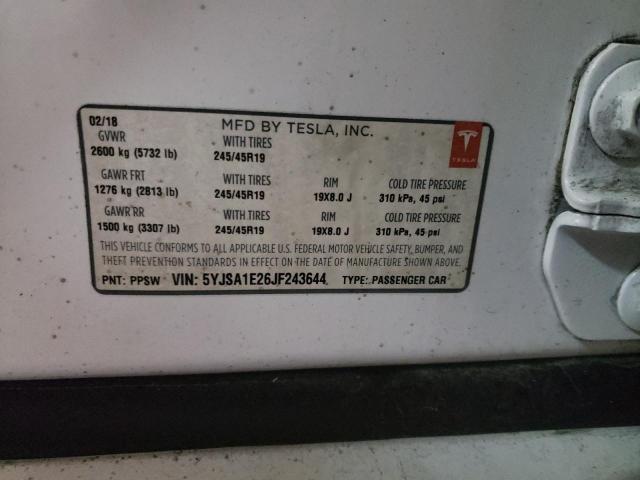 02/18 MFD BY TESLA, INC.
GVWR WITH TIRES
2600 kg (5732 lb) 245/45R19
TESLA
GAWR FRT WITH TIRES RIM COLD TIRE PRESSURE
1276 kg (2813 lb) 245/45R19 19X8.0 J 310 kPa, 45 psi
GAWR RR WITH TIRES RIM COLD TIRE PRESSURE
1500 kg (3307 lb) 245/45R19 19X8.0 J 310 kPa, 45 psi
THIS VEHICLE CONFORMS TO ALL APPLICABLE U.S. FEDERAL MOTOR VEHICLE SAFETY, BUMPER, AND
THEFT PREVENTION STANDARDS IN EFFECT ON THE DATE OF MANUFACTURE SHOWN ABOVE.
PNT: PPSW VIN: 5YJSA1E26JF243644 TYPE: PASSENGER CAR